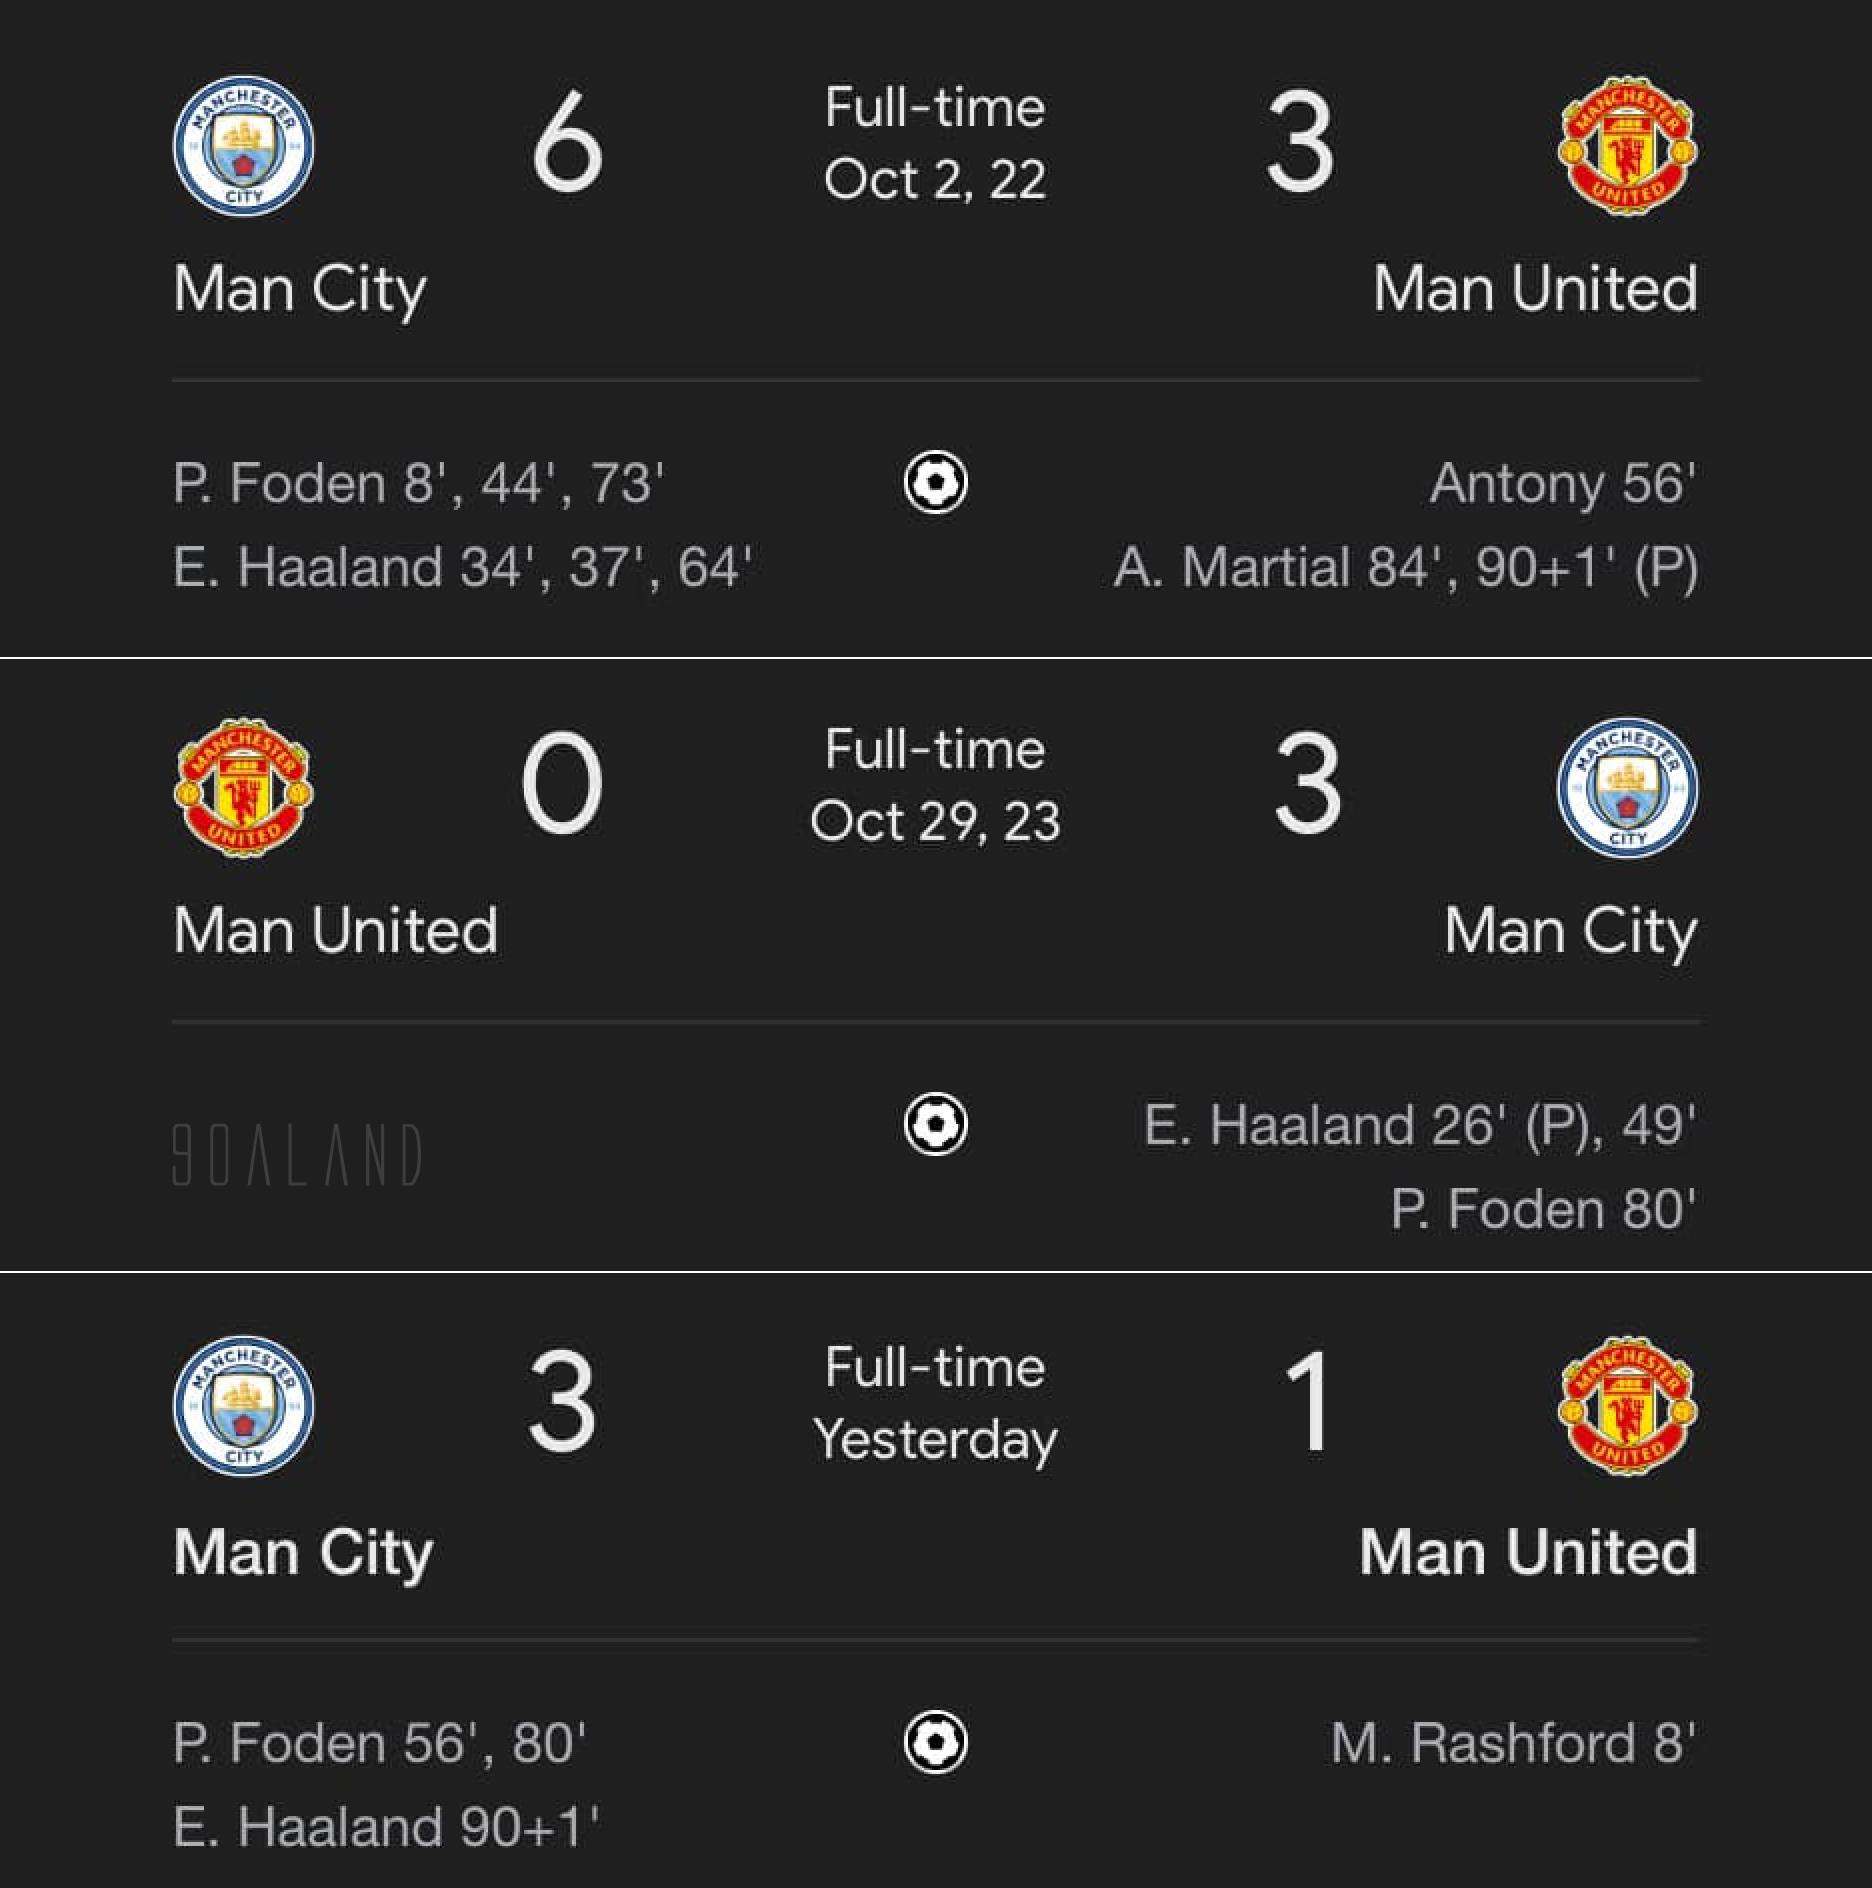 MANCHESTER
CITY
6
Full-time
Oct 2, 22
3
MANCHESTER
UNITED
Man City
Man United
P. Foden 8', 44', 73'
Antony 56'
E. Haaland 34', 37', 64'
A. Martial 84', 90+1' (P)
MANCHESTER
UNITED
0
Full-time
Oct 29, 23
3
MANCHESTER
CITY
Man United
Man City
E. Haaland 26' (P), 49'
90ALAND
P. Foden 80'
MANCHESTER
CITY
3
Full-time
Yesterday
1
MANCHESTER
UNITED
Man City
Man United
P. Foden 56', 80'
M. Rashford 8'
E. Haaland 90+1'